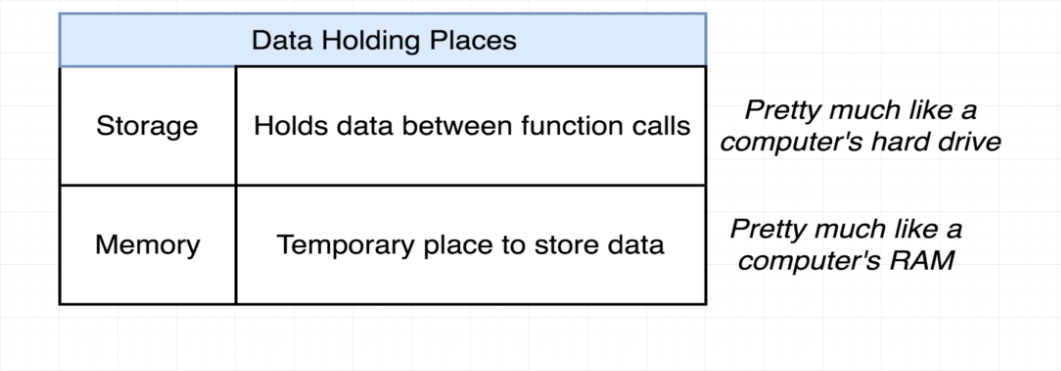 Data Holding Places
Storage
Holds data between function calls
Pretty much like a
computer's hard drive
Memory
Temporary place to store data
Pretty much like a
computer's RAM